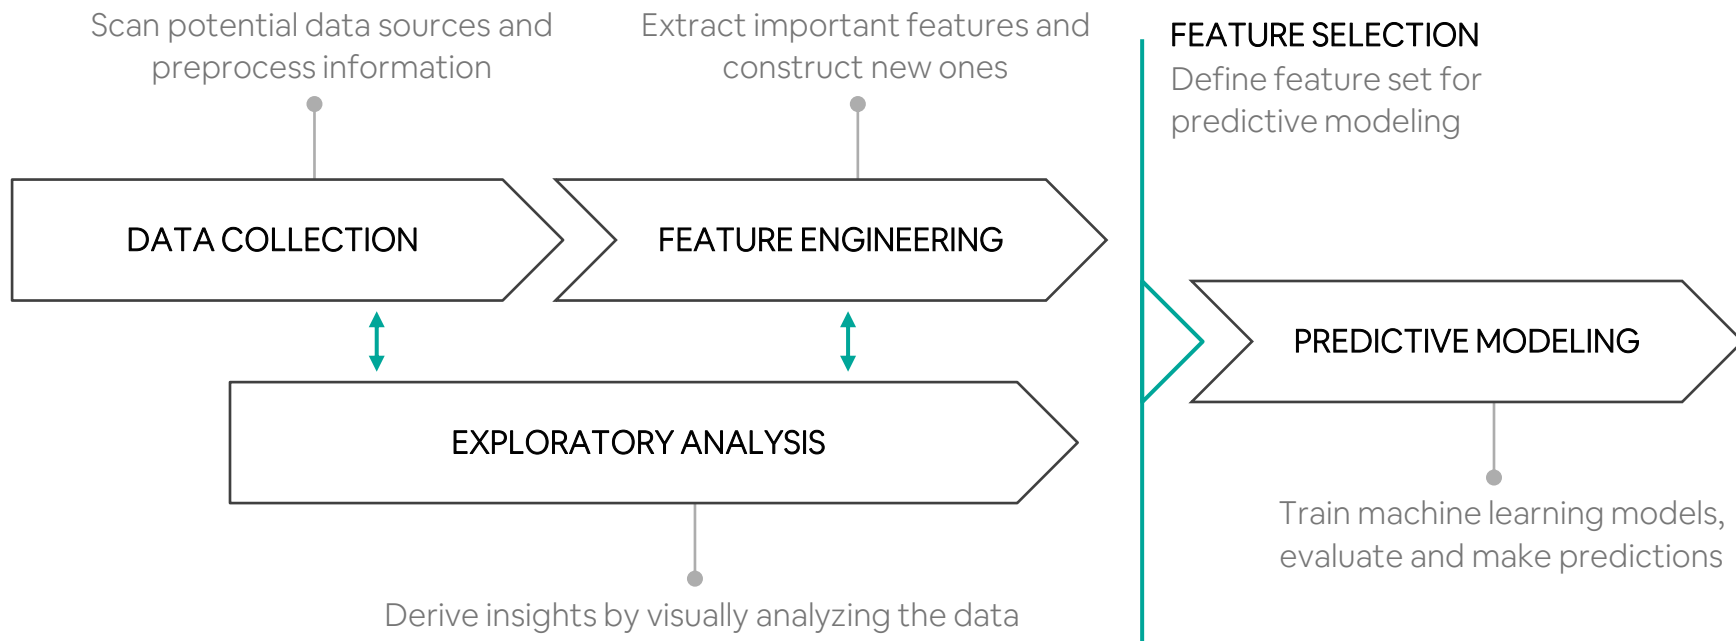 Scan potential data sources and
preprocess information
Extract important features and
construct new ones
FEATURE SELECTION
Define feature set for
predictive modeling
DATA COLLECTION
FEATURE ENGINEERING
PREDICTIVE MODELING
EXPLORATORY ANALYSIS
Train machine learning models,
evaluate and make predictions
Derive insights by visually analyzing the data